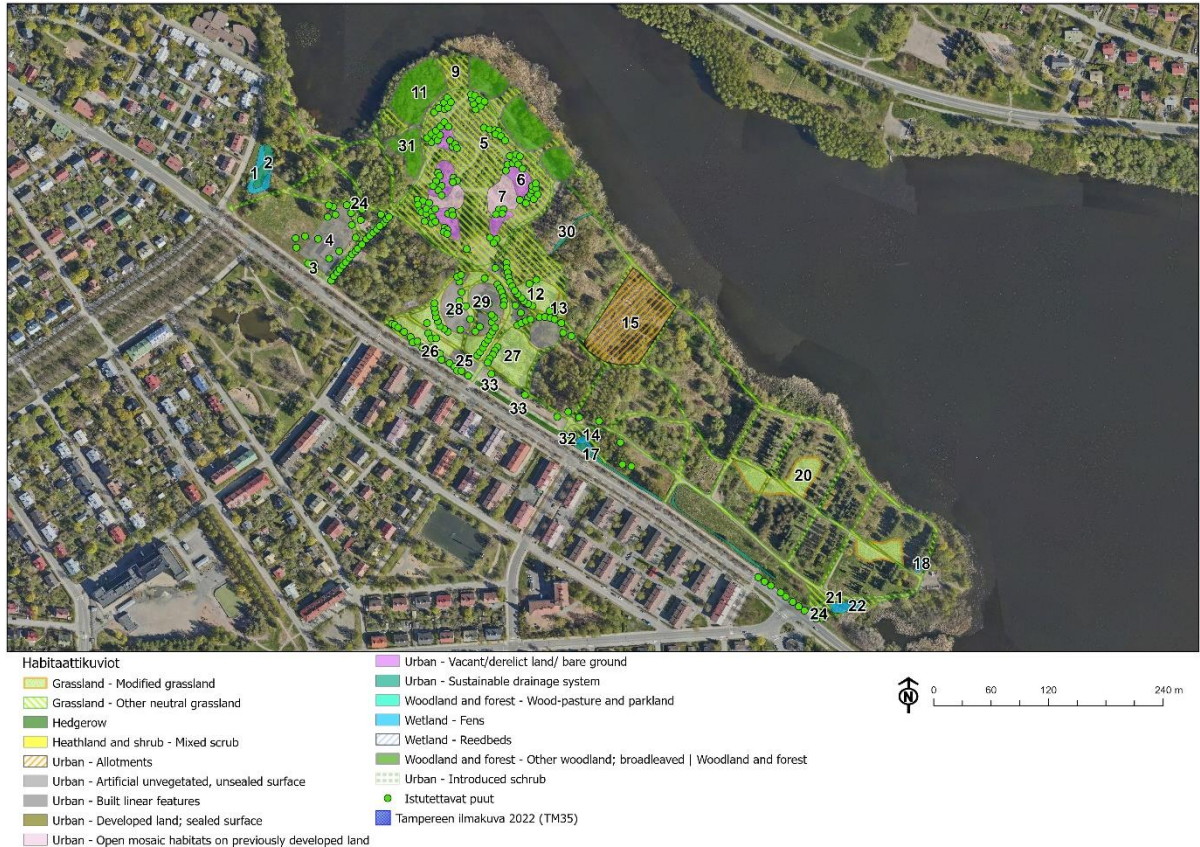 9
11
5
31
2
1
6
7
24
4
30
3
12
13
29
28
15
26
27
25
33
33
32 14
17
20
18
21
22
24
Habitaattikuviot
Grassland - Modified grassland
Grassland - Other neutral grassland
Hedgerow
Heathland and shrub - Mixed scrub
Urban - Allotments
Urban - Artificial unvegetated, unsealed surface
Urban - Built linear features
Urban - Developed land; sealed surface
Urban - Open mosaic habitats on previously developed land
Urban - Vacant/derelict land/ bare ground
Urban - Sustainable drainage system
Woodland and forest - Wood-pasture and parkland
Wetland - Fens
Wetland - Reedbeds
Woodland and forest - Other woodland; broadleaved | Woodland and forest
Urban - Introduced schrub
Istutettavat puut
Tampereen ilmakuva 2022 (TM35)
N
0 60 120 240 m